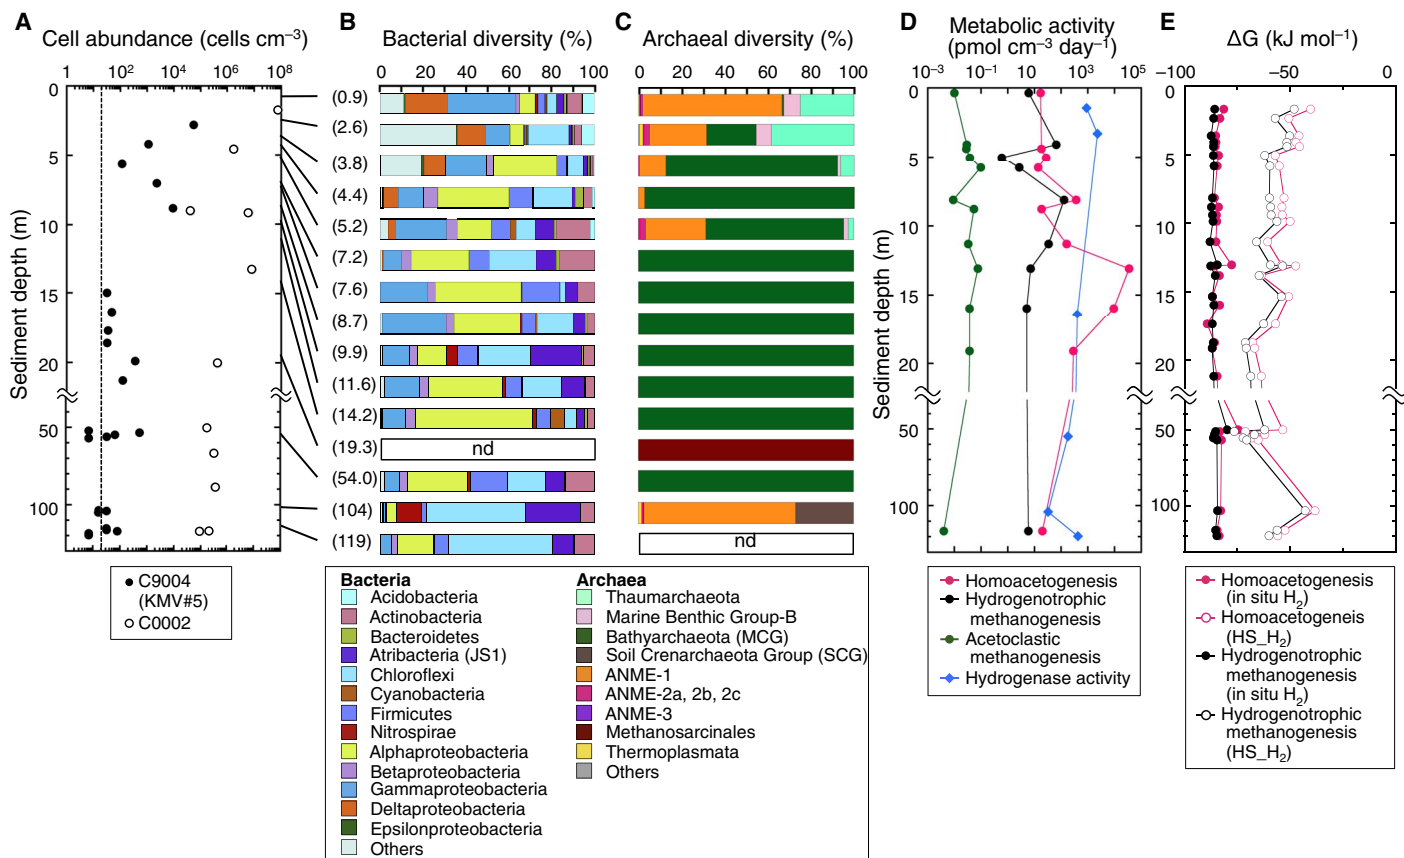 A
Cell abundance (cells cm⁻³)
1 10² 10⁴ 10⁶ 10⁸
Sediment depth (m)
0
5
10
15
20
50
100
C9004
(KMV#5)
C0002
B
Bacterial diversity (%)
0 20 40 60 80 100
(0.9)
(2.6)
(3.8)
(4.4)
(5.2)
(7.2)
(7.6)
(8.7)
(9.9)
(11.6)
(14.2)
(19.3)
nd
(54.0)
(104)
(119)
C
Archaeal diversity (%)
0 20 40 60 80 100
nd
Bacteria
Acidobacteria
Actinobacteria
Bacteroidetes
Atribacteria (JS1)
Chloroflexi
Cyanobacteria
Firmicutes
Nitrospirae
Alphaproteobacteria
Betaproteobacteria
Gammaproteobacteria
Deltaproteobacteria
Epsilonproteobacteria
Others
Archaea
Thaumarchaeota
Marine Benthic Group-B
Bathyarchaeota (MCG)
Soil Crenarchaeota Group (SCG)
ANME-1
ANME-2a, 2b, 2c
ANME-3
Methanosarcinales
Thermoplasmata
Others
D
Metabolic activity
(pmol cm⁻³ day⁻¹)
10⁻³ 10⁻¹ 10 10³ 10⁵
Sediment depth (m)
0
5
10
15
20
50
100
Homoacetogenesis
Hydrogenotrophic
methanogenesis
Acetoclastic
methanogenesis
Hydrogenase activity
E
ΔG (kJ mol⁻¹)
−100 −50 0
0
5
10
15
20
50
100
Homoacetogenesis
(in situ H₂)
Homoacetogeneis
(HS_H₂)
Hydrogenotrophic
methanogenesis
(in situ H₂)
Hydrogenotrophic
methanogenesis
(HS_H₂)